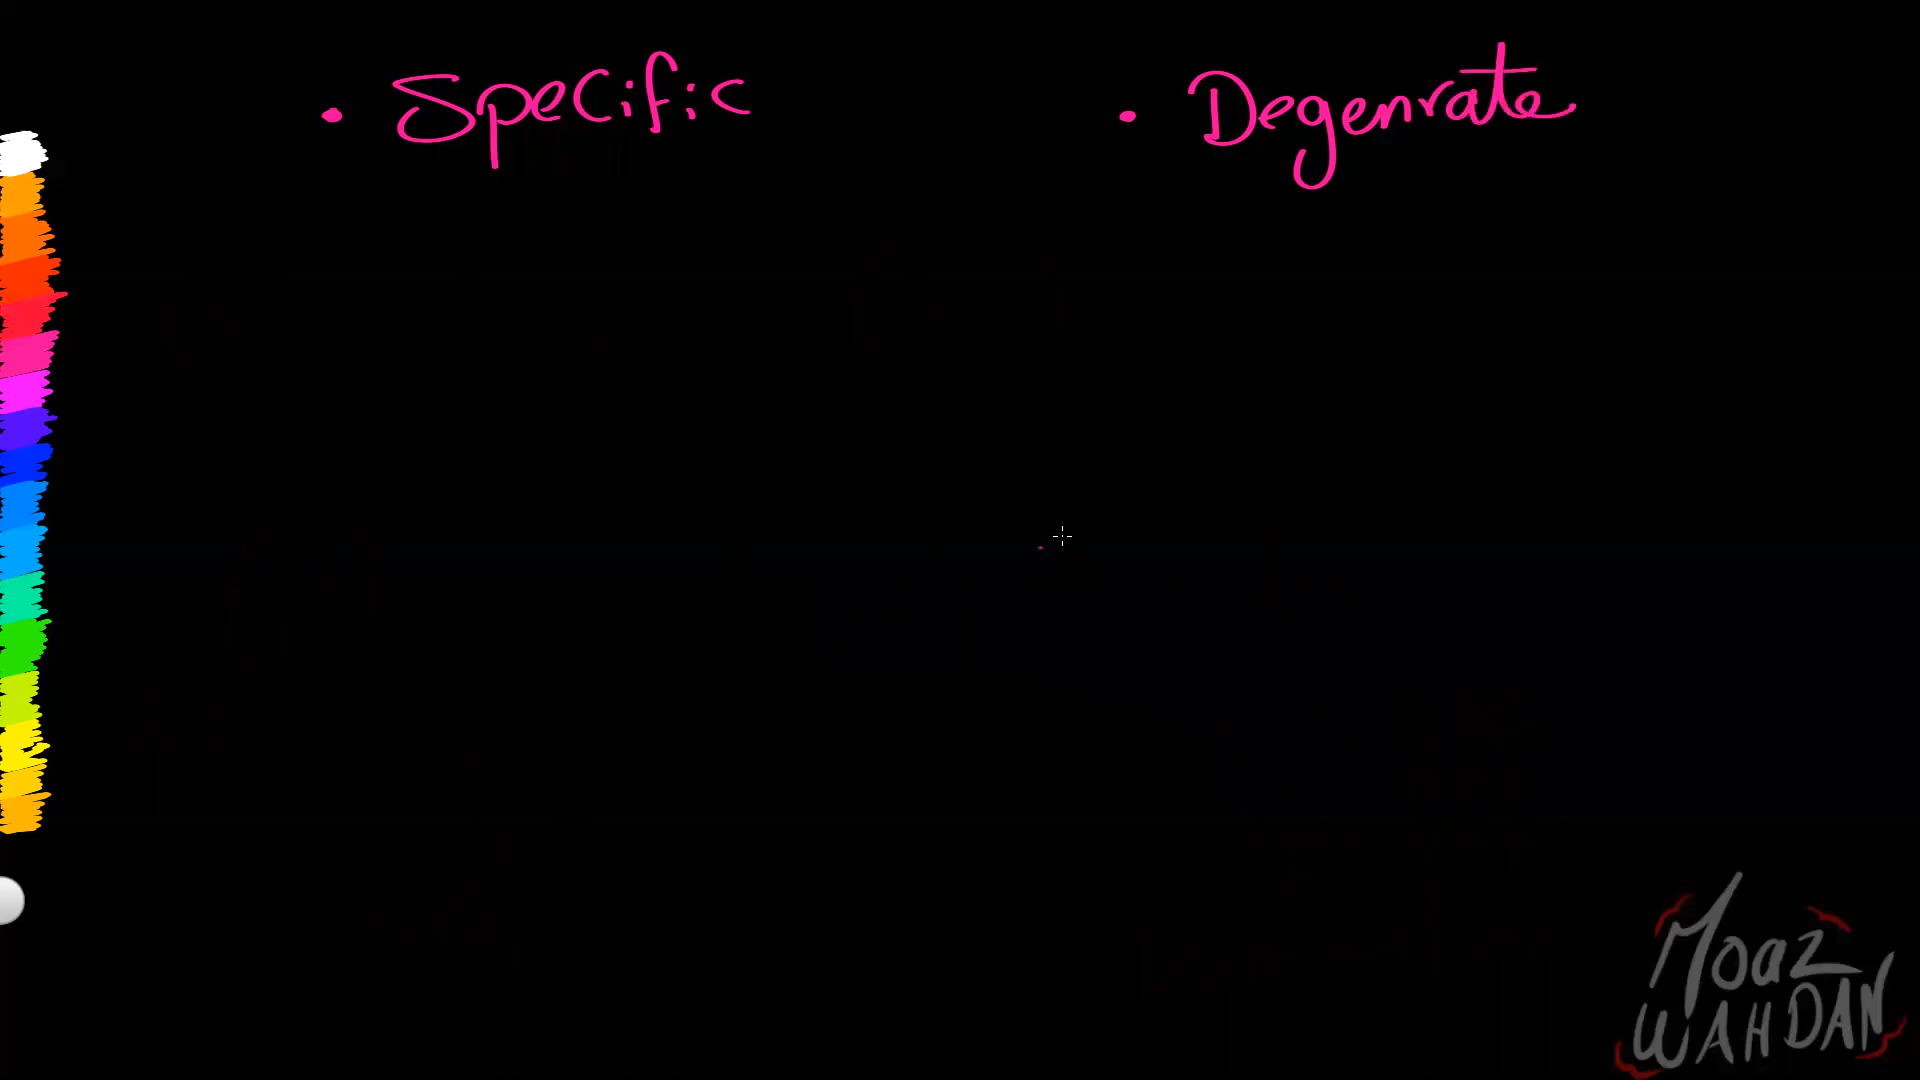 • Specific
• Degenrate
Moaz
WAHDAN